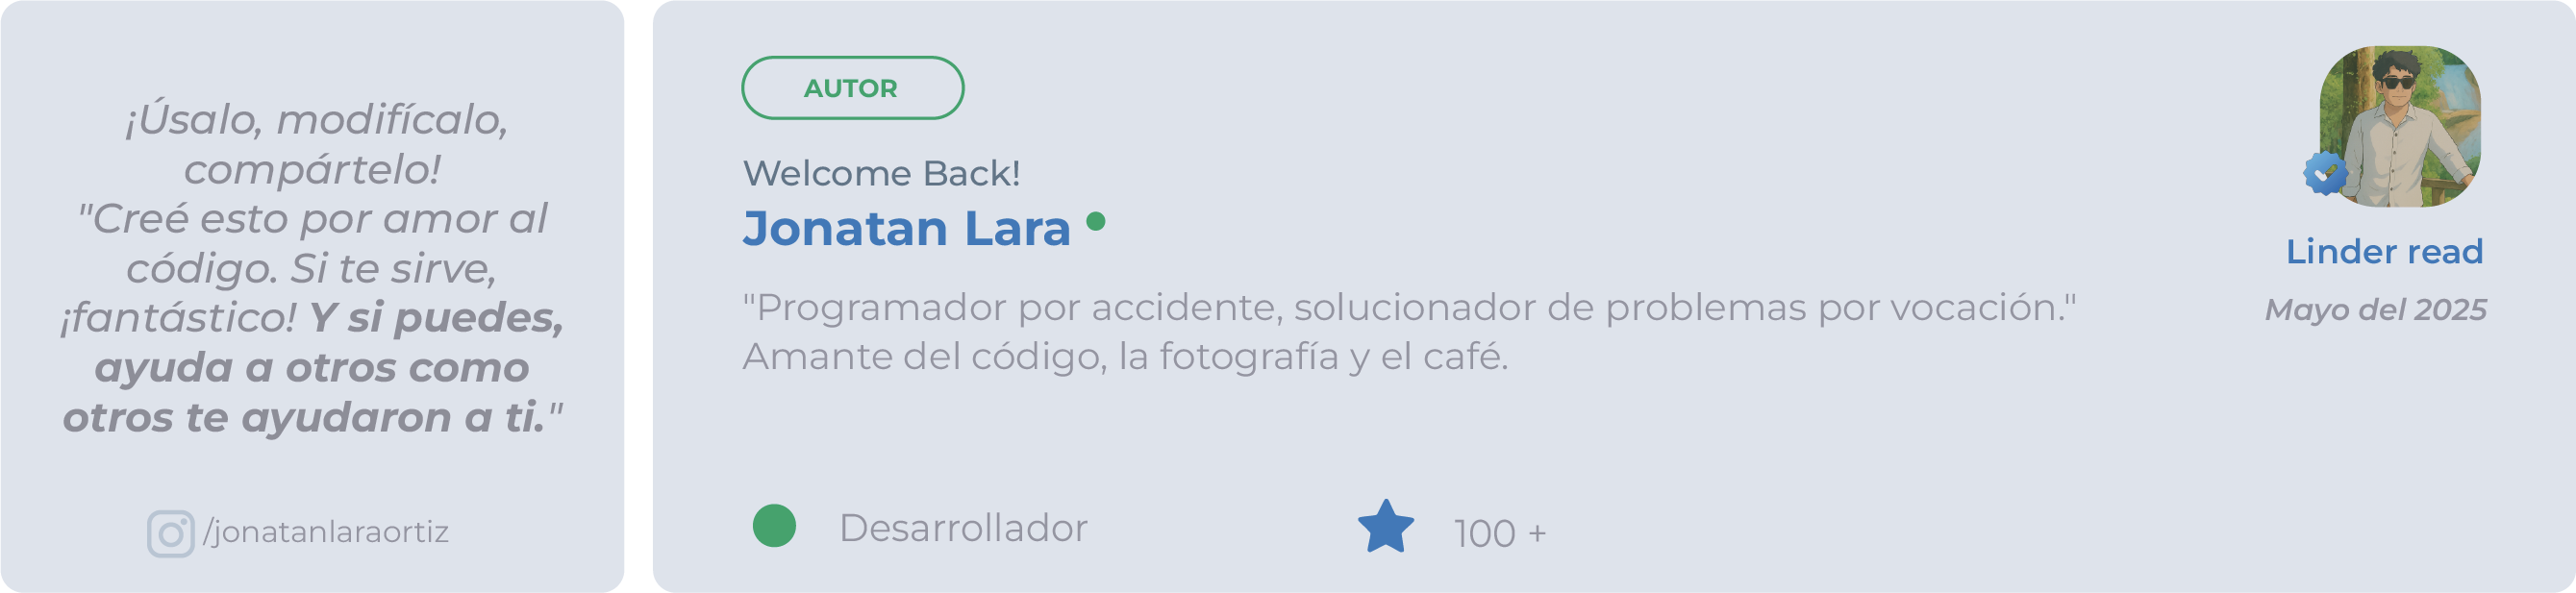 ¡Úsalo, modifícalo,
compártelo!
"Creé esto por amor al
código. Si te sirve,
¡fantástico! Y si puedes,
ayuda a otros como
otros te ayudaron a ti."
/jonatanlaraortiz
AUTOR
Welcome Back!
Jonatan Lara
"Programador por accidente, solucionador de problemas por vocación."
Amante del código, la fotografía y el café.
Desarrollador
100 +
Linder read
Mayo del 2025